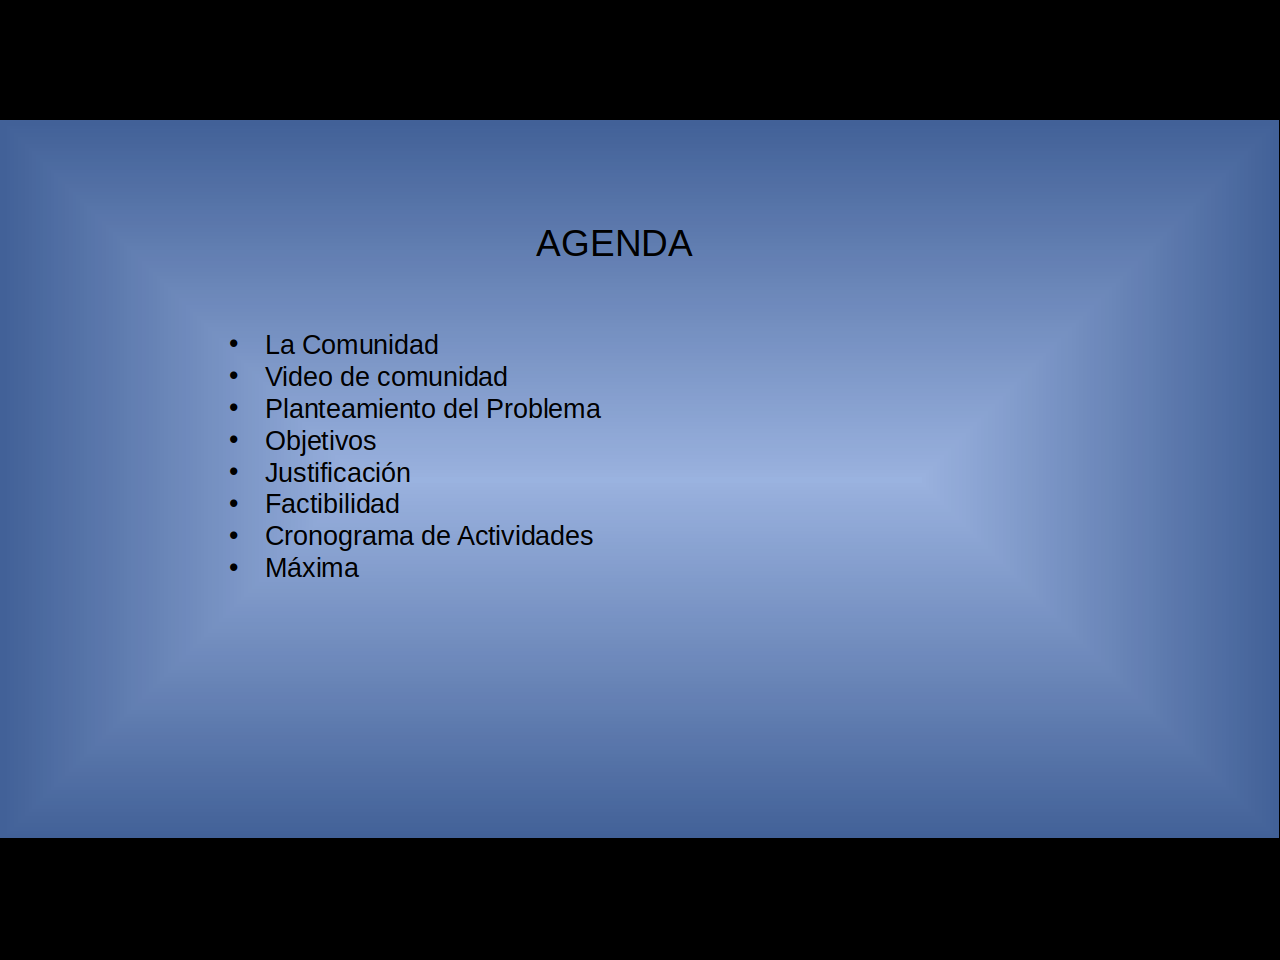 AGENDA
• La Comunidad
• Video de comunidad
• Planteamiento del Problema
• Objetivos
• Justificación
• Factibilidad
• Cronograma de Actividades
• Máxima